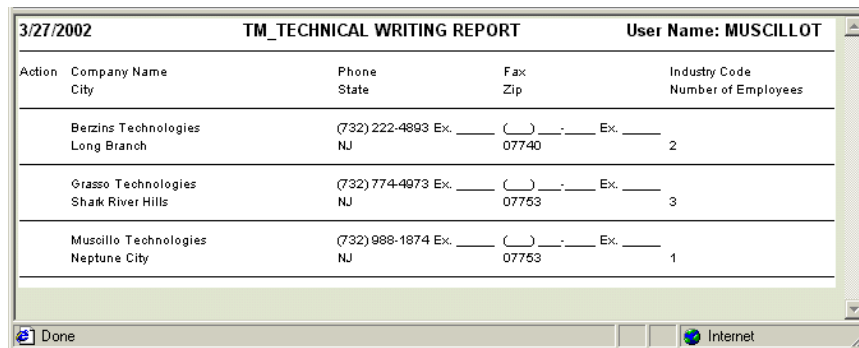 3/27/2002 TM_TECHNICAL WRITING REPORT User Name: MUSCILLOT
Action Company Name Phone Fax Industry Code
City State Zip Number of Employees
Berzins Technologies (732) 222-4893 Ex. _____ (__) ___-____ Ex. _____
Long Branch NJ 07740 2
Grasso Technologies (732) 774-4973 Ex. _____ (__) ___-____ Ex. _____
Shark River Hills NJ 07753 3
Muscillo Technologies (732) 988-1874 Ex. _____ (__) ___-____ Ex. _____
Neptune City NJ 07753 1
Done Internet